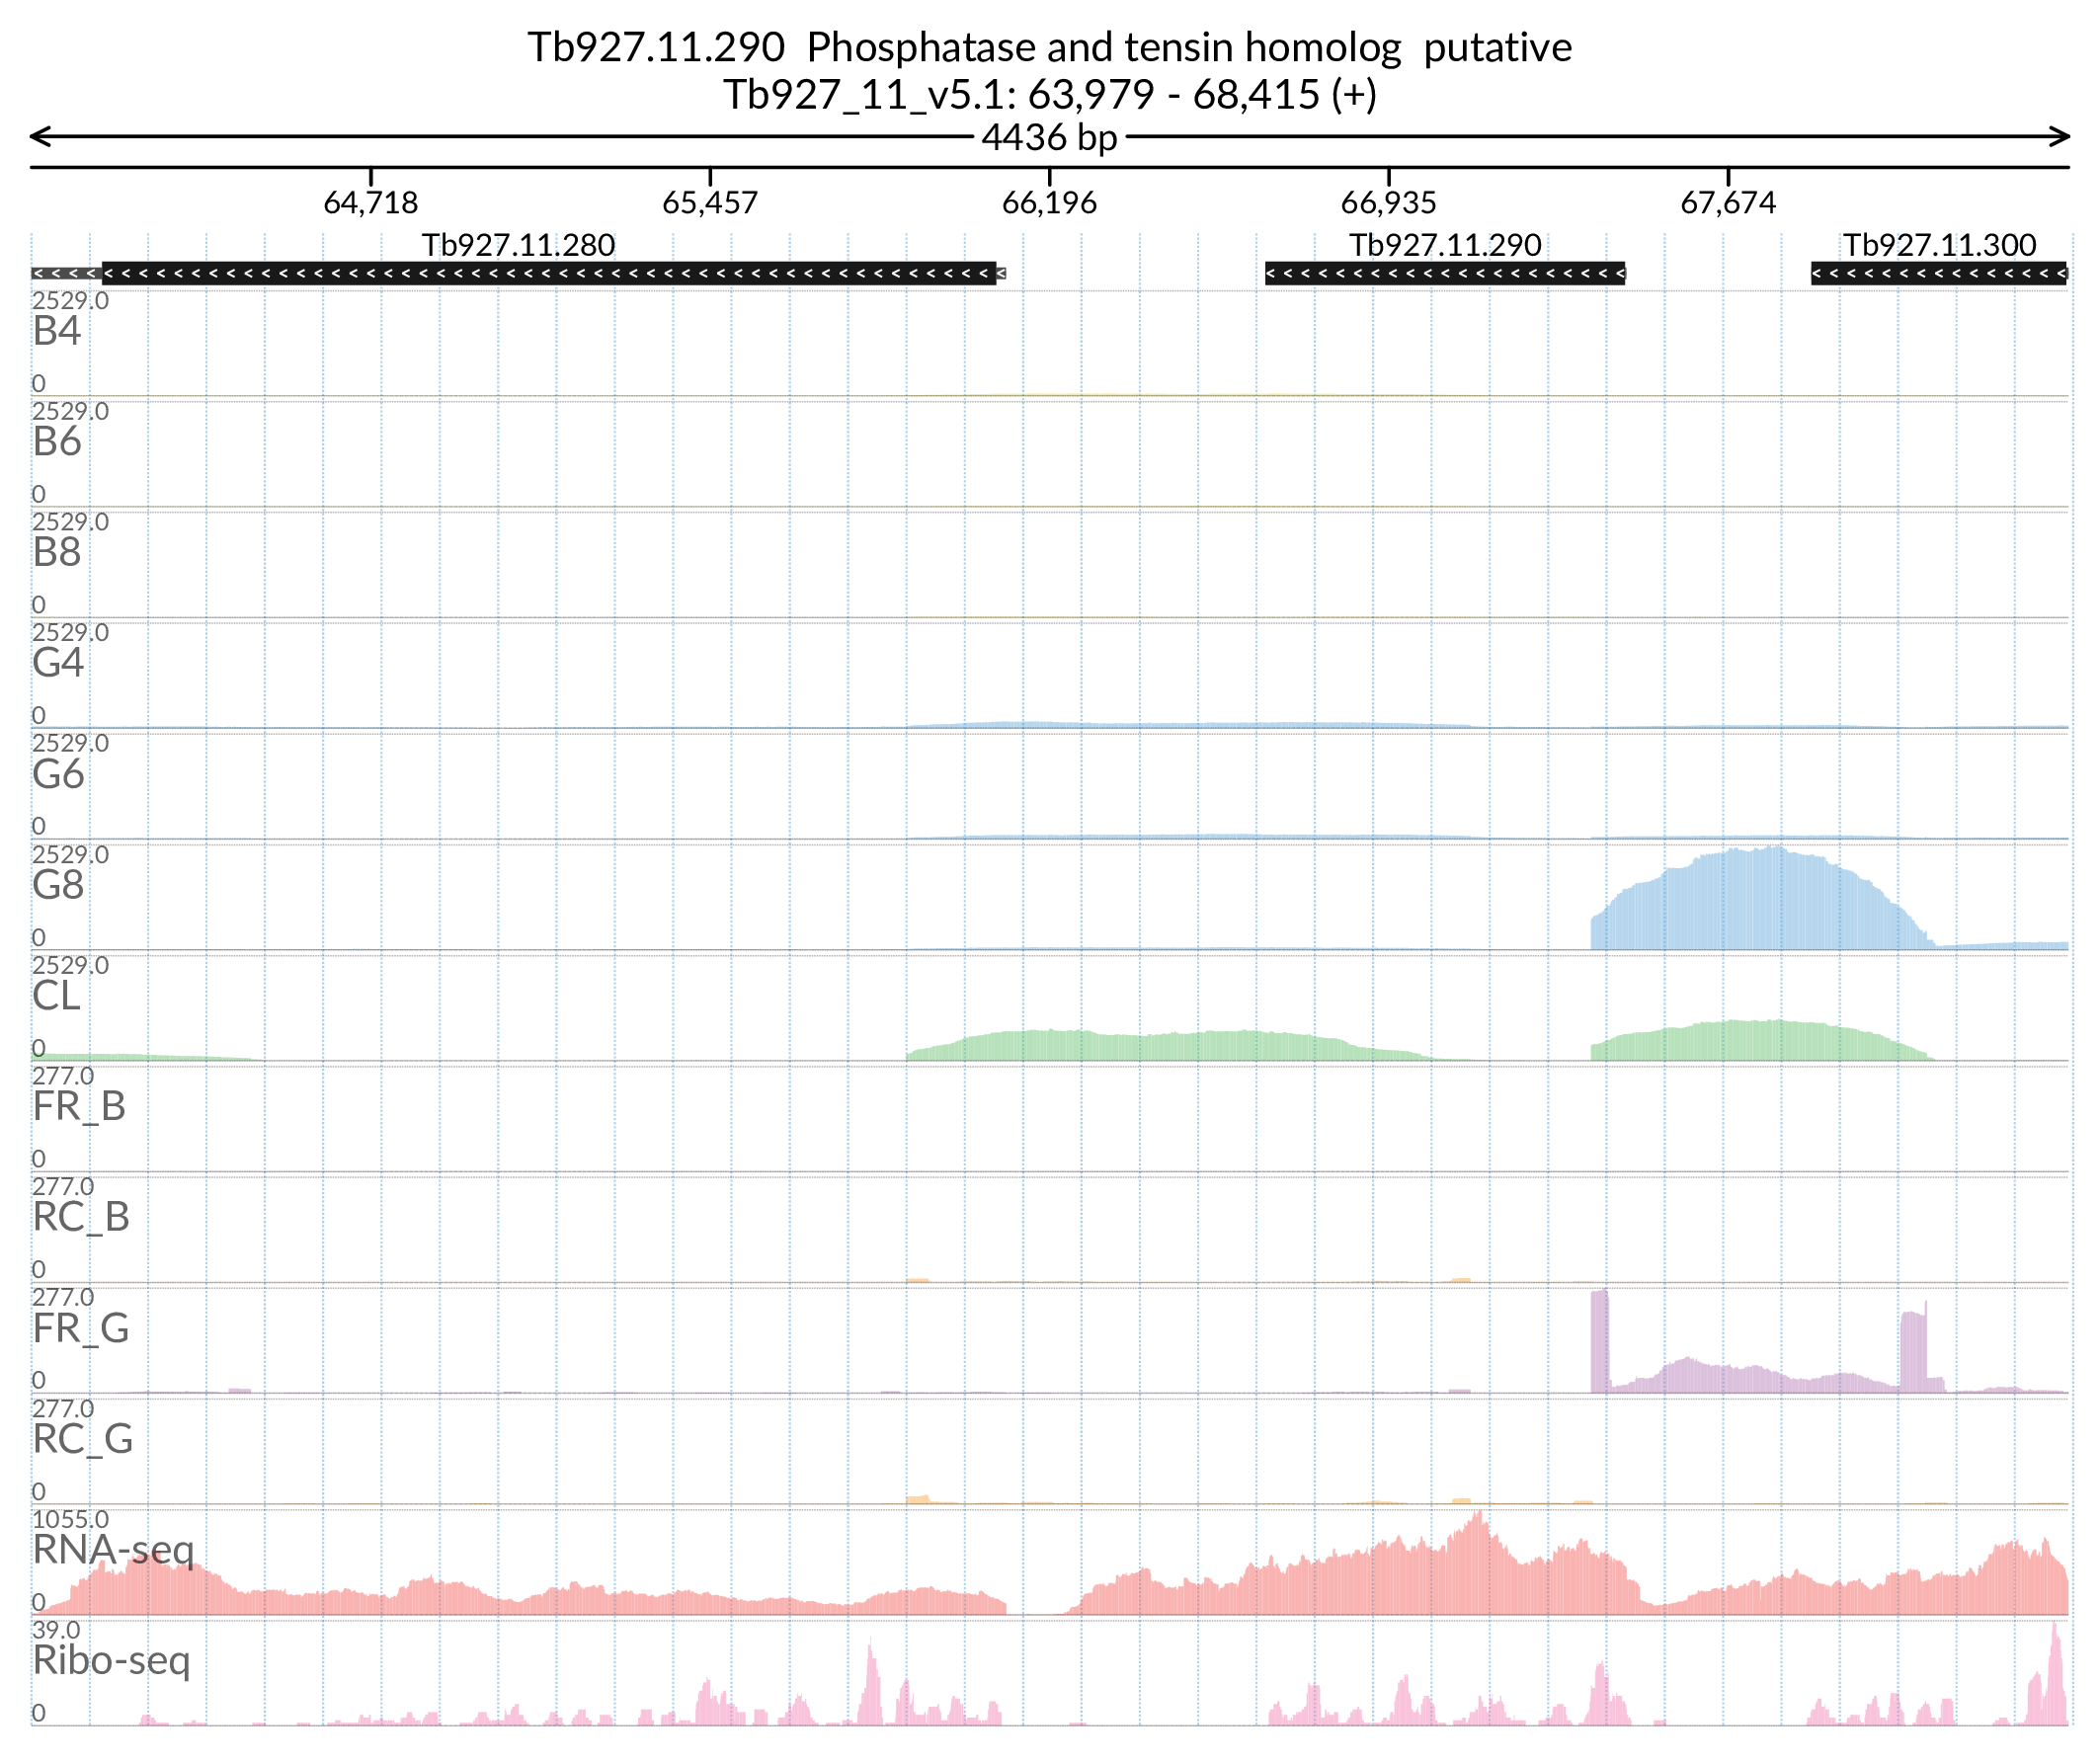 Tb927.11.290 Phosphatase and tensin homolog putative
Tb927_11_v5.1: 63,979 - 68,415 (+)
4436 bp
64,718 65,457 66,196 66,935 67,674
Tb927.11.280 Tb927.11.290 Tb927.11.300
2529.0
B4
0
2529.0
B6
0
2529.0
B8
0
2529.0
G4
0
2529.0
G6
0
2529.0
G8
0
2529.0
CL
0
277.0
FR_B
0
277.0
RC_B
0
277.0
FR_G
0
277.0
RC_G
0
1055.0
RNA-seq
0
39.0
Ribo-seq
0